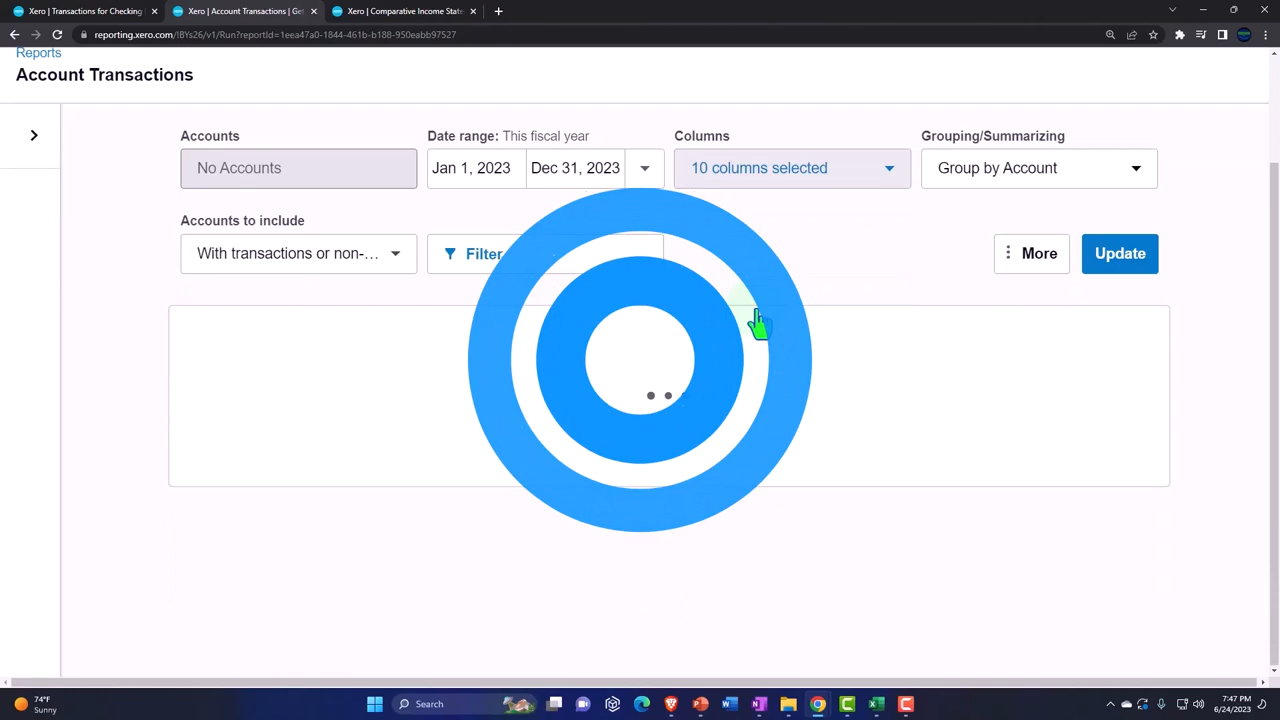 Xero | Transactions for Checking
Xero | Account Transactions | Get
Xero | Comparative Income State
reporting.xero.com/!BYs26/v1/Run?reportId=1eea47a0-1844-461b-b188-950eabb97527
Reports
Account Transactions
Accounts
Date range: This fiscal year
Columns
Grouping/Summarizing
No Accounts
Jan 1, 2023
Dec 31, 2023
10 columns selected
Group by Account
Accounts to include
With transactions or non-...
Filter
More
Update
74°F
Sunny
Search
7:47 PM
6/24/2023